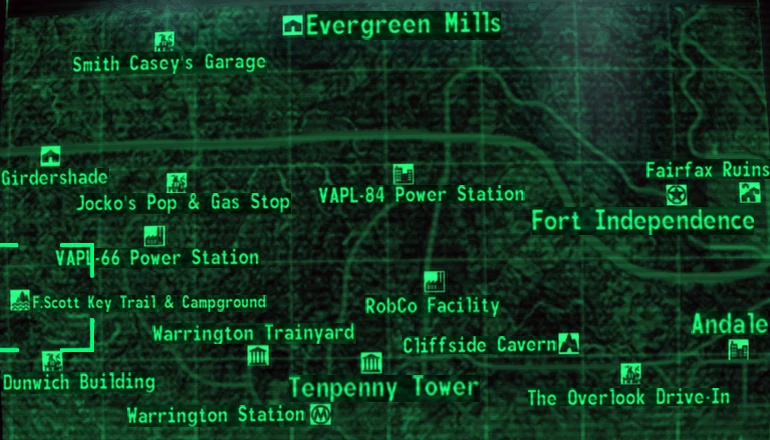 Evergreen Mills
Smith Casey's Garage
Girdershade
Fairfax Ruins
Jocko's Pop & Gas Stop
VAPL-84 Power Station
Fort Independence
VAPL-66 Power Station
F.Scott Key Trail & Campground
RobCo Facility
Warrington Trainyard
Cliffside Cavern
Andale
Dunwich Building
Tenpenny Tower
The Overlook Drive-In
Warrington Station